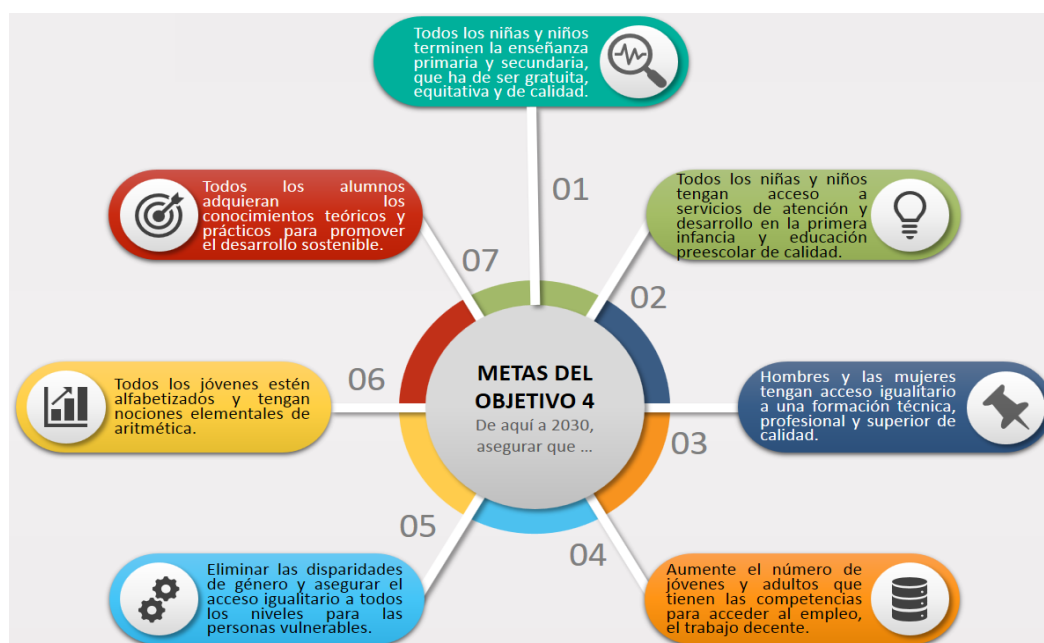 Todos los niñas y niños
terminen la enseñanza
primaria y secundaria,
que ha de ser gratuita,
equitativa y de calidad.
01
Todos los niñas y niños
tengan acceso a
servicios de atención y
desarrollo en la primera
infancia y educación
preescolar de calidad.
02
Hombres y las mujeres
tengan acceso igualitario
a una formación técnica,
profesional y superior de
calidad.
03
Aumente el número de
jóvenes y adultos que
tienen las competencias
para acceder al empleo,
el trabajo decente.
04
Eliminar las disparidades
de género y asegurar el
acceso igualitario a todos
los niveles para las
personas vulnerables.
05
Todos los jóvenes estén
alfabetizados y tengan
nociones elementales de
aritmética.
06
Todos los alumnos
adquieran los
conocimientos teóricos y
prácticos para promover
el desarrollo sostenible.
07
METAS DEL
OBJETIVO 4
De aquí a 2030,
asegurar que ...